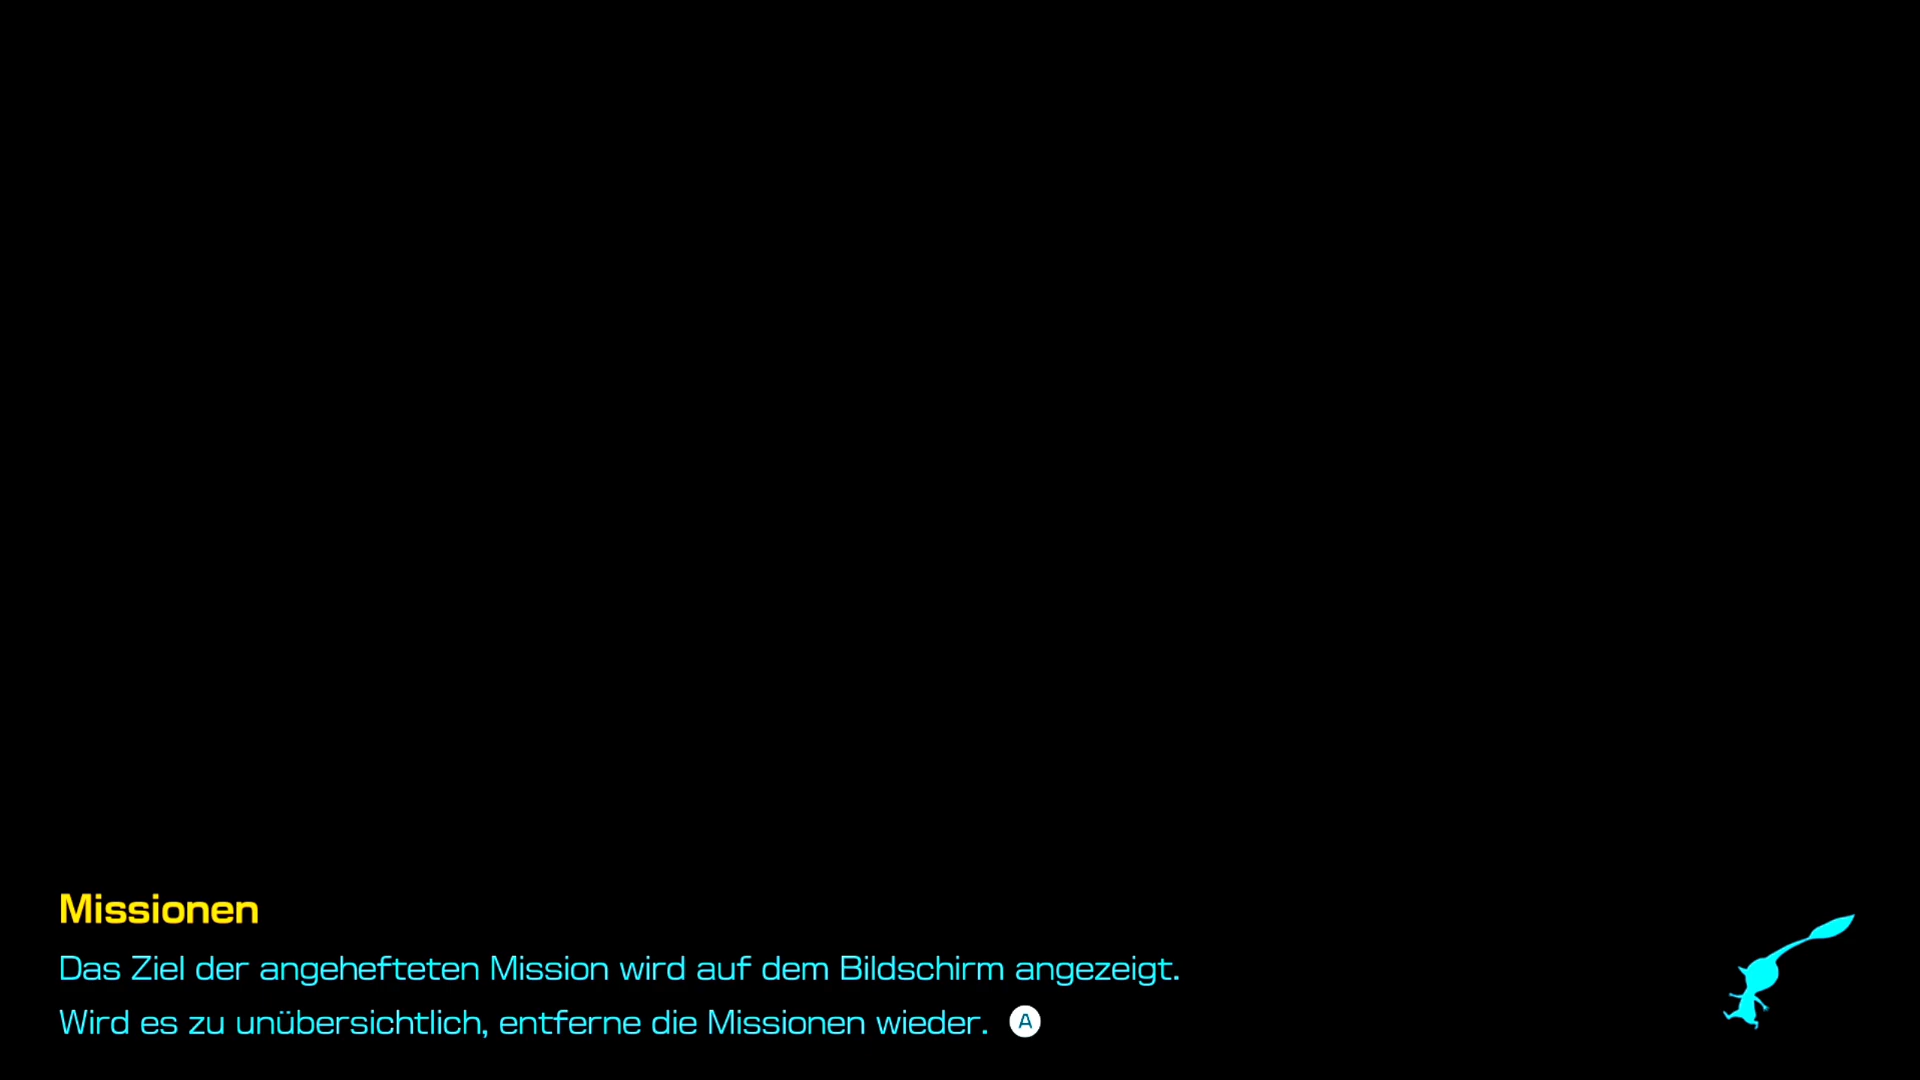 Missionen
Das Ziel der angehefteten Mission wird auf dem Bildschirm angezeigt.
Wird es zu unübersichtlich, entferne die Missionen wieder. A